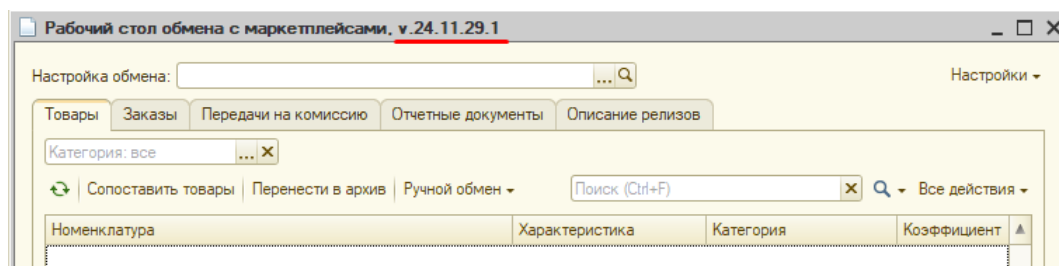 Рабочий стол обмена с маркетплейсами, v.24.11.29.1
Настройка обмена: ... Настройки
Товары Заказы Передачи на комиссию Отчетные документы Описание релизов
Категория: все ...
Сопоставить товары Перенести в архив Ручной обмен Поиск (Ctrl+F) Все действия
Номенклатура Характеристика Категория Коэффициент